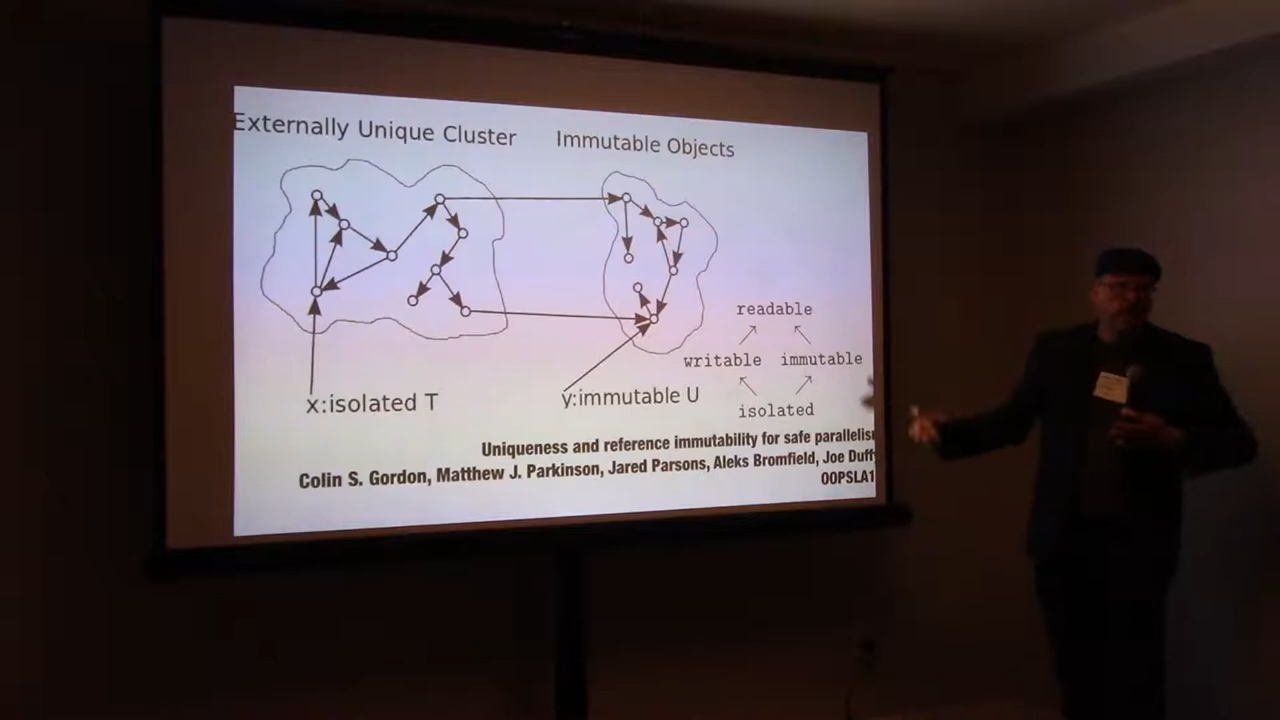 Externally Unique Cluster
Immutable Objects
readable
writable immutable
isolated
x:isolated T
y:immutable U
Uniqueness and reference immutability for safe parallelis
Colin S. Gordon, Matthew J. Parkinson, Jared Parsons, Aleks Bromfield, Joe Duff
OOPSLA1